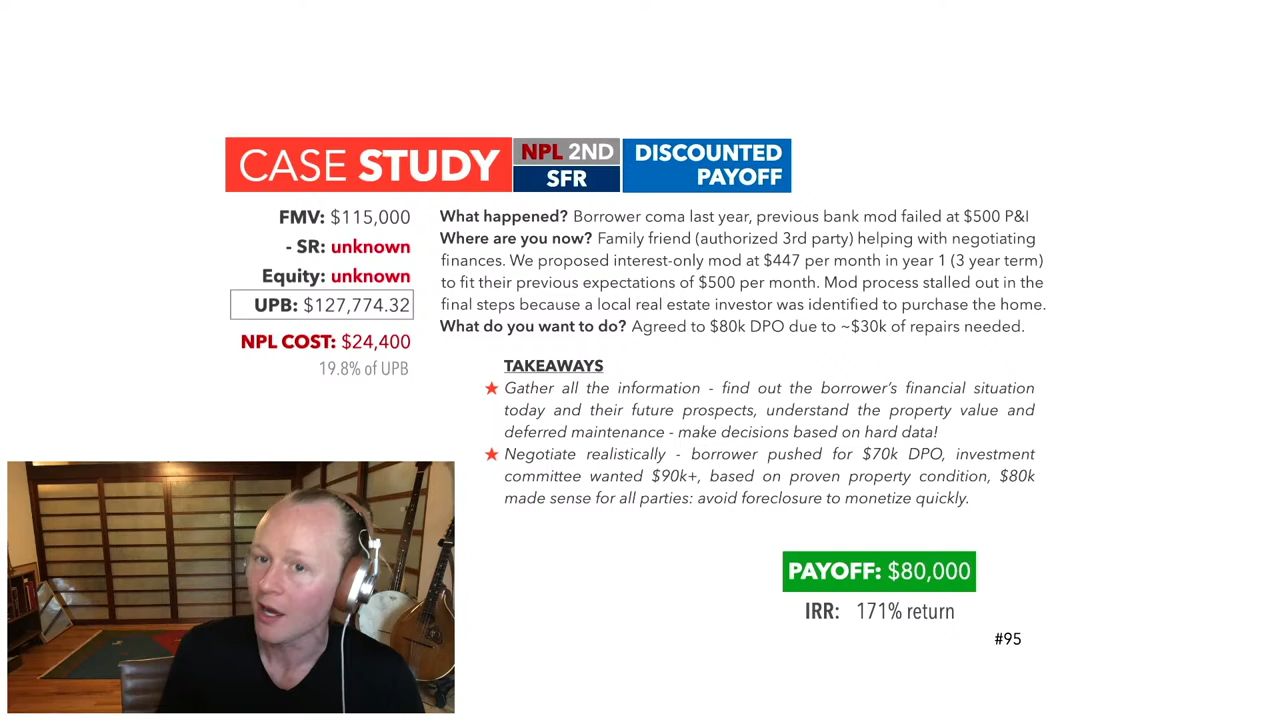 CASE STUDY
NPL 2ND
SFR
DISCOUNTED
PAYOFF
FMV: $115,000
- SR: unknown
Equity: unknown
UPB: $127,774.32
NPL COST: $24,400
19.8% of UPB
What happened? Borrower coma last year, previous bank mod failed at $500 P&I
Where are you now? Family friend (authorized 3rd party) helping with negotiating
finances. We proposed interest-only mod at $447 per month in year 1 (3 year term)
to fit their previous expectations of $500 per month. Mod process stalled out in the
final steps because a local real estate investor was identified to purchase the home.
What do you want to do? Agreed to $80k DPO due to ~$30k of repairs needed.
TAKEAWAYS
★ Gather all the information - find out the borrower's financial situation
today and their future prospects, understand the property value and
deferred maintenance - make decisions based on hard data!
★ Negotiate realistically - borrower pushed for $70k DPO, investment
committee wanted $90k+, based on proven property condition, $80k
made sense for all parties: avoid foreclosure to monetize quickly.
PAYOFF: $80,000
IRR: 171% return
#95